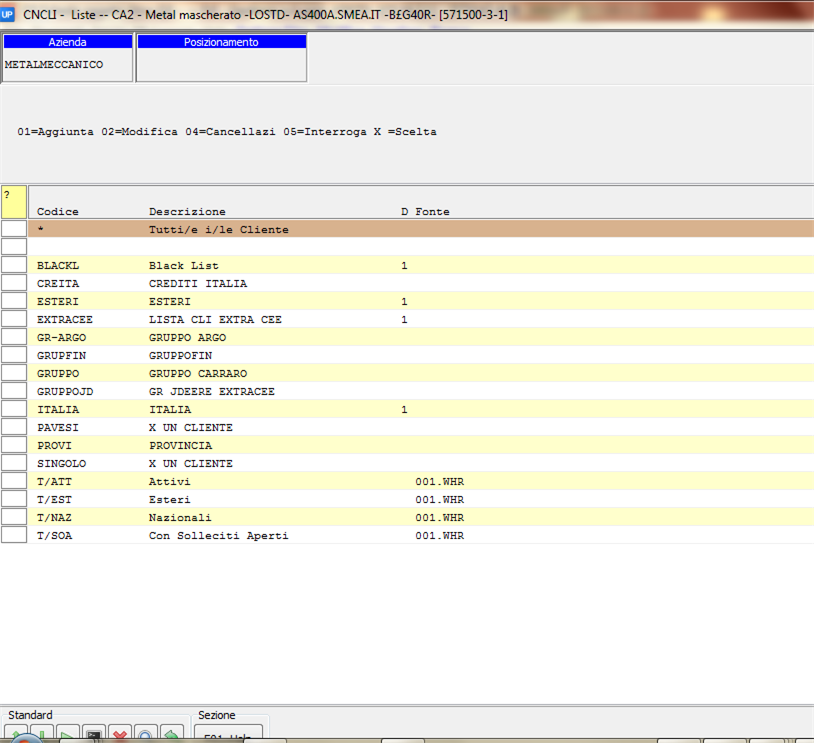 UP CNCLI - Liste -- CA2 - Metal mascherato -LOSTD- AS400A.SMEA.IT -B£G40R- [571500-3-1]
Azienda Posizionamento
METALMECCANICO
01=Aggiunta 02=Modifica 04=Cancellazi 05=Interroga X =Scelta
?
Codice Descrizione D Fonte
* Tutti/e i/le Cliente
BLACKL Black List 1
CREITA CREDITI ITALIA
ESTERI ESTERI 1
EXTRACEE LISTA CLI EXTRA CEE 1
GR-ARGO GRUPPO ARGO
GRUPFIN GRUPPOFIN
GRUPPO GRUPPO CARRARO
GRUPPOJD GR JDEERE EXTRACEE
ITALIA ITALIA 1
PAVESI X UN CLIENTE
PROVI PROVINCIA
SINGOLO X UN CLIENTE
T/ATT Attivi 001.WHR
T/EST Esteri 001.WHR
T/NAZ Nazionali 001.WHR
T/SOA Con Solleciti Aperti 001.WHR
Standard Sezione